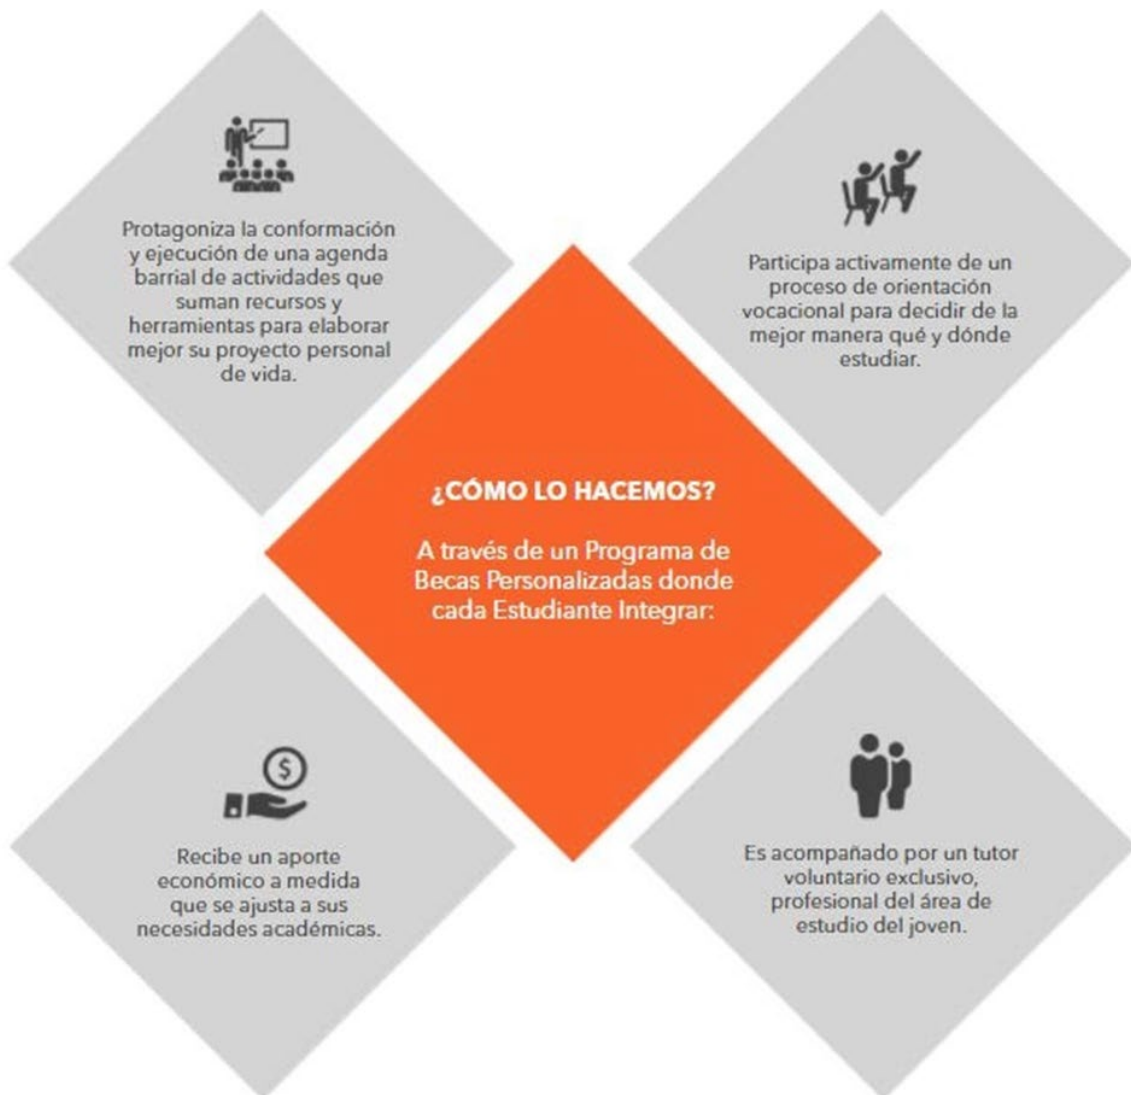 Protagoniza la conformación
y ejecución de una agenda
barrial de actividades que
suman recursos y
herramientas para elaborar
mejor su proyecto personal
de vida.
Participa activamente de un
proceso de orientación
vocacional para decidir de la
mejor manera qué y dónde
estudiar.
¿CÓMO LO HACEMOS?
A través de un Programa de
Becas Personalizadas donde
cada Estudiante Integrar:
$
Recibe un aporte
económico a medida
que se ajusta a sus
necesidades académicas.
Es acompañado por un tutor
voluntario exclusivo,
profesional del área de
estudio del joven.